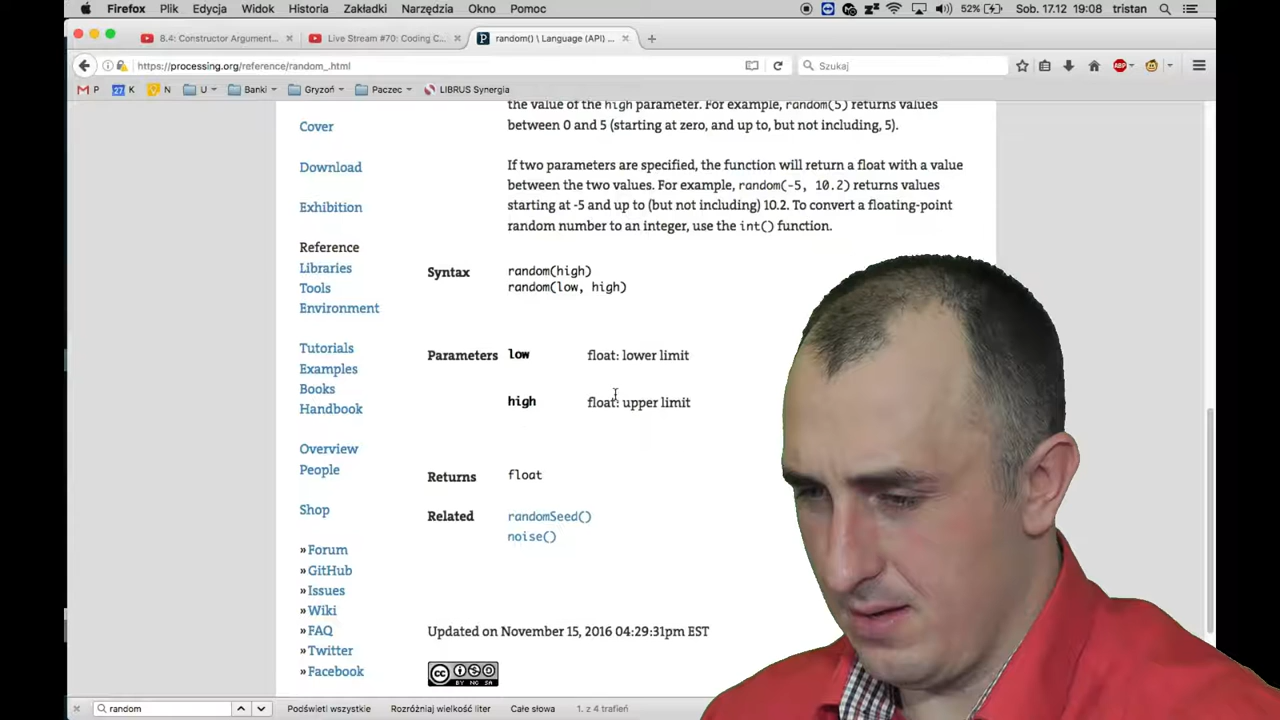 Firefox Plik Edycja Widok Historia Zakładki Narzędzia Okno Pomoc 52% Sob. 17.12 19:08 tristan
8.4: Constructor Argument... × Live Stream #70: Coding C... × random() \ Language (API) ... × +
https://processing.org/reference/random_.html Szukaj ABP
P 27 K N U Banki Gryzoń Paczec LIBRUS Synergia
the value of the high parameter. For example, random(5) returns values
between 0 and 5 (starting at zero, and up to, but not including, 5).
If two parameters are specified, the function will return a float with a value
between the two values. For example, random(-5, 10.2) returns values
starting at -5 and up to (but not including) 10.2. To convert a floating-point
random number to an integer, use the int() function.
Cover
Download
Exhibition
Reference
Libraries
Tools
Environment
Tutorials
Examples
Books
Handbook
Overview
People
Shop
» Forum
» GitHub
» Issues
» Wiki
» FAQ
» Twitter
» Facebook
Syntax random(high)
random(low, high)
Parameters low float: lower limit
high float: upper limit
Returns float
Related randomSeed()
noise()
Updated on November 15, 2016 04:29:31pm EST
cc BY NC SA
random Podświetl wszystkie Rozróżniaj wielkość liter Całe słowa 1. z 4 trafień